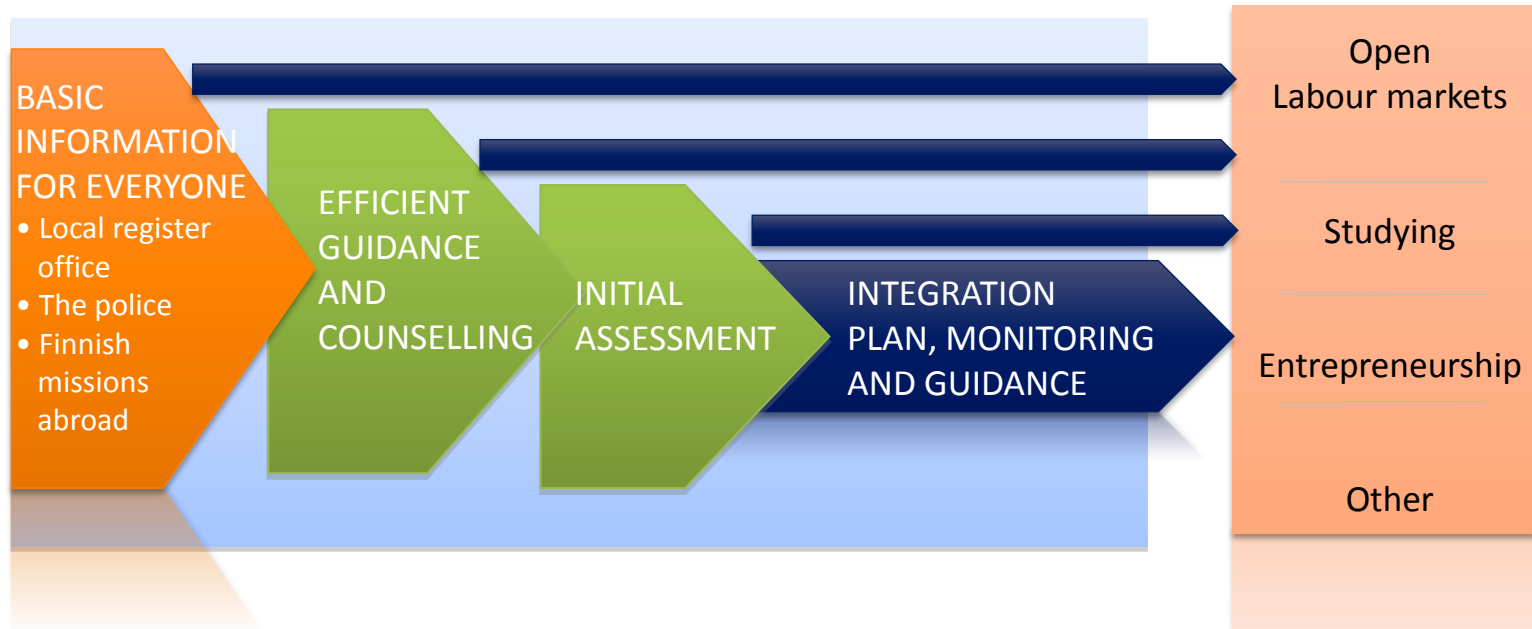 BASIC
INFORMATION
FOR EVERYONE
• Local register
office
• The police
• Finnish
missions
abroad
EFFICIENT
GUIDANCE
AND
COUNSELLING
INITIAL
ASSESSMENT
INTEGRATION
PLAN, MONITORING
AND GUIDANCE
Open
Labour markets
Studying
Entrepreneurship
Other